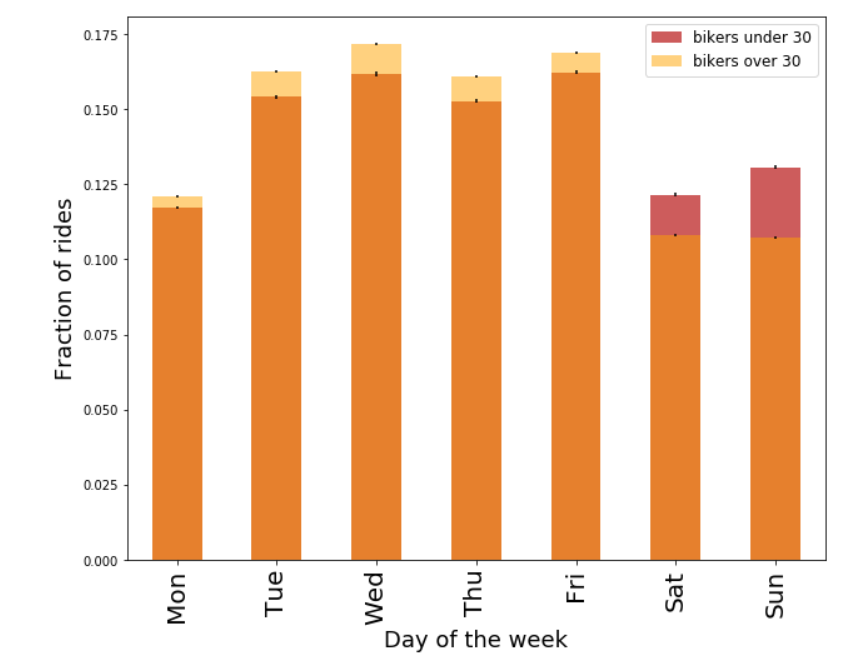 0.175
0.150
0.125
0.100
0.075
0.050
0.025
0.000
Fraction of rides
bikers under 30
bikers over 30
Mon
Tue
Wed
Thu
Fri
Sat
Sun
Day of the week